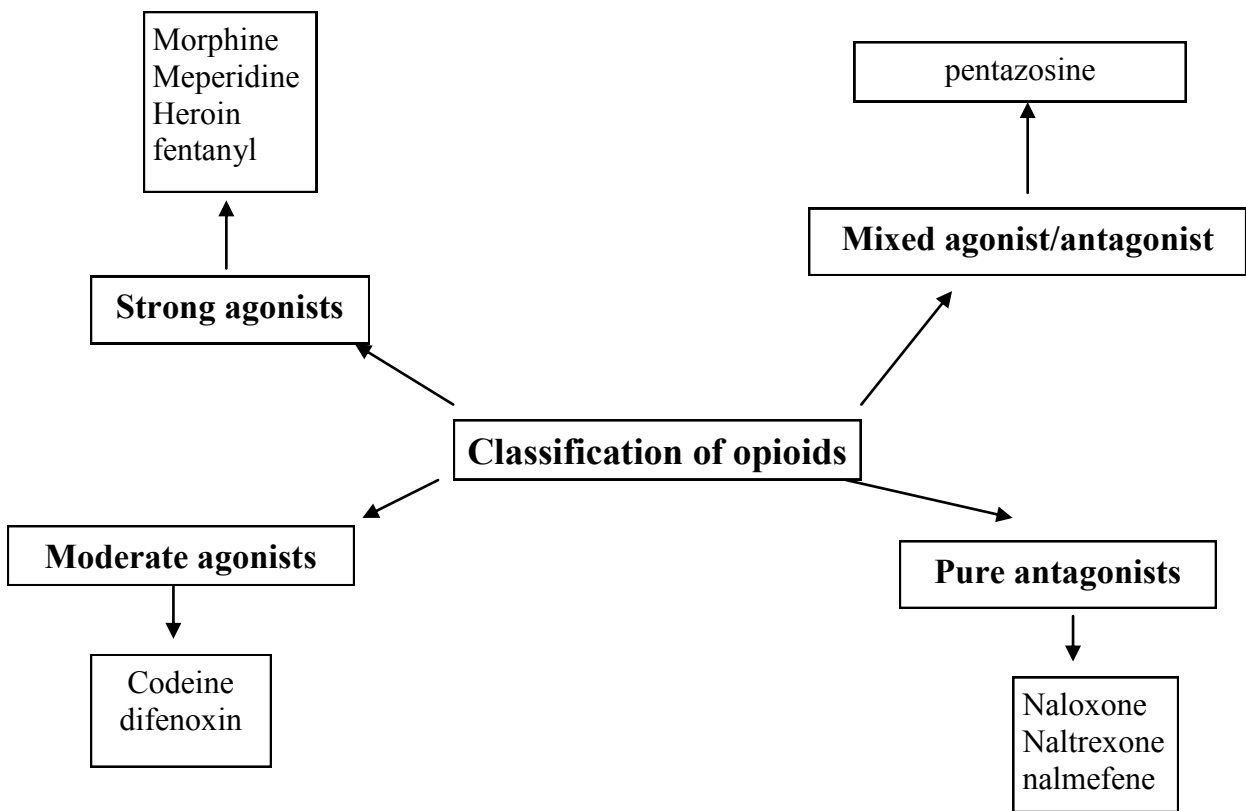 Morphine
Meperidine
Heroin
fentanyl
pentazosine
Mixed agonist/antagonist
Strong agonists
Classification of opioids
Moderate agonists
Pure antagonists
Codeine
difenoxin
Naloxone
Naltrexone
nalmefene